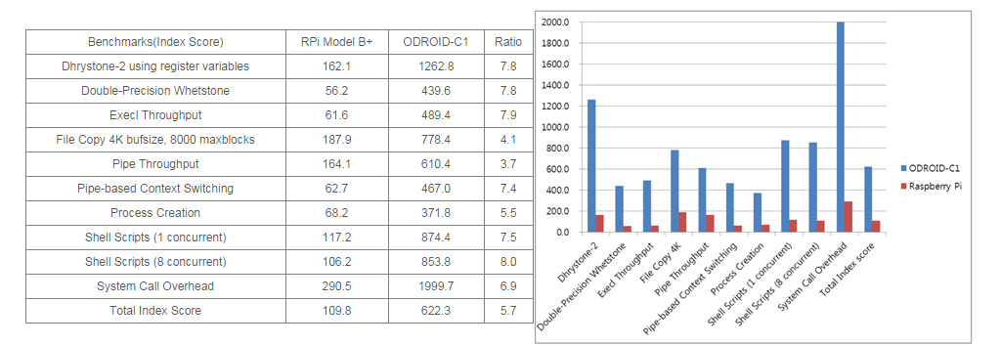 Benchmarks(Index Score) RPi Model B+ ODROID-C1 Ratio
Dhrystone-2 using register variables 162.1 1262.8 7.8
Double-Precision Whetstone 56.2 439.6 7.8
Execl Throughput 61.6 489.4 7.9
File Copy 4K bufsize, 8000 maxblocks 187.9 778.4 4.1
Pipe Throughput 164.1 610.4 3.7
Pipe-based Context Switching 62.7 467.0 7.4
Process Creation 68.2 371.8 5.5
Shell Scripts (1 concurrent) 117.2 874.4 7.5
Shell Scripts (8 concurrent) 106.2 853.8 8.0
System Call Overhead 290.5 1999.7 6.9
Total Index Score 109.8 622.3 5.7
2000.0
1800.0
1600.0
1400.0
1200.0
1000.0
800.0
600.0
400.0
200.0
0.0
Dhrystone-2
Double-Precision Whetstone
Execl Throughput
File Copy 4K
Pipe Throughput
Pipe-based Context Switching
Process Creation
Shell Scripts (1 concurrent)
Shell Scripts (8 concurrent)
System Call Overhead
Total Index score
ODROID-C1
Raspberry Pi